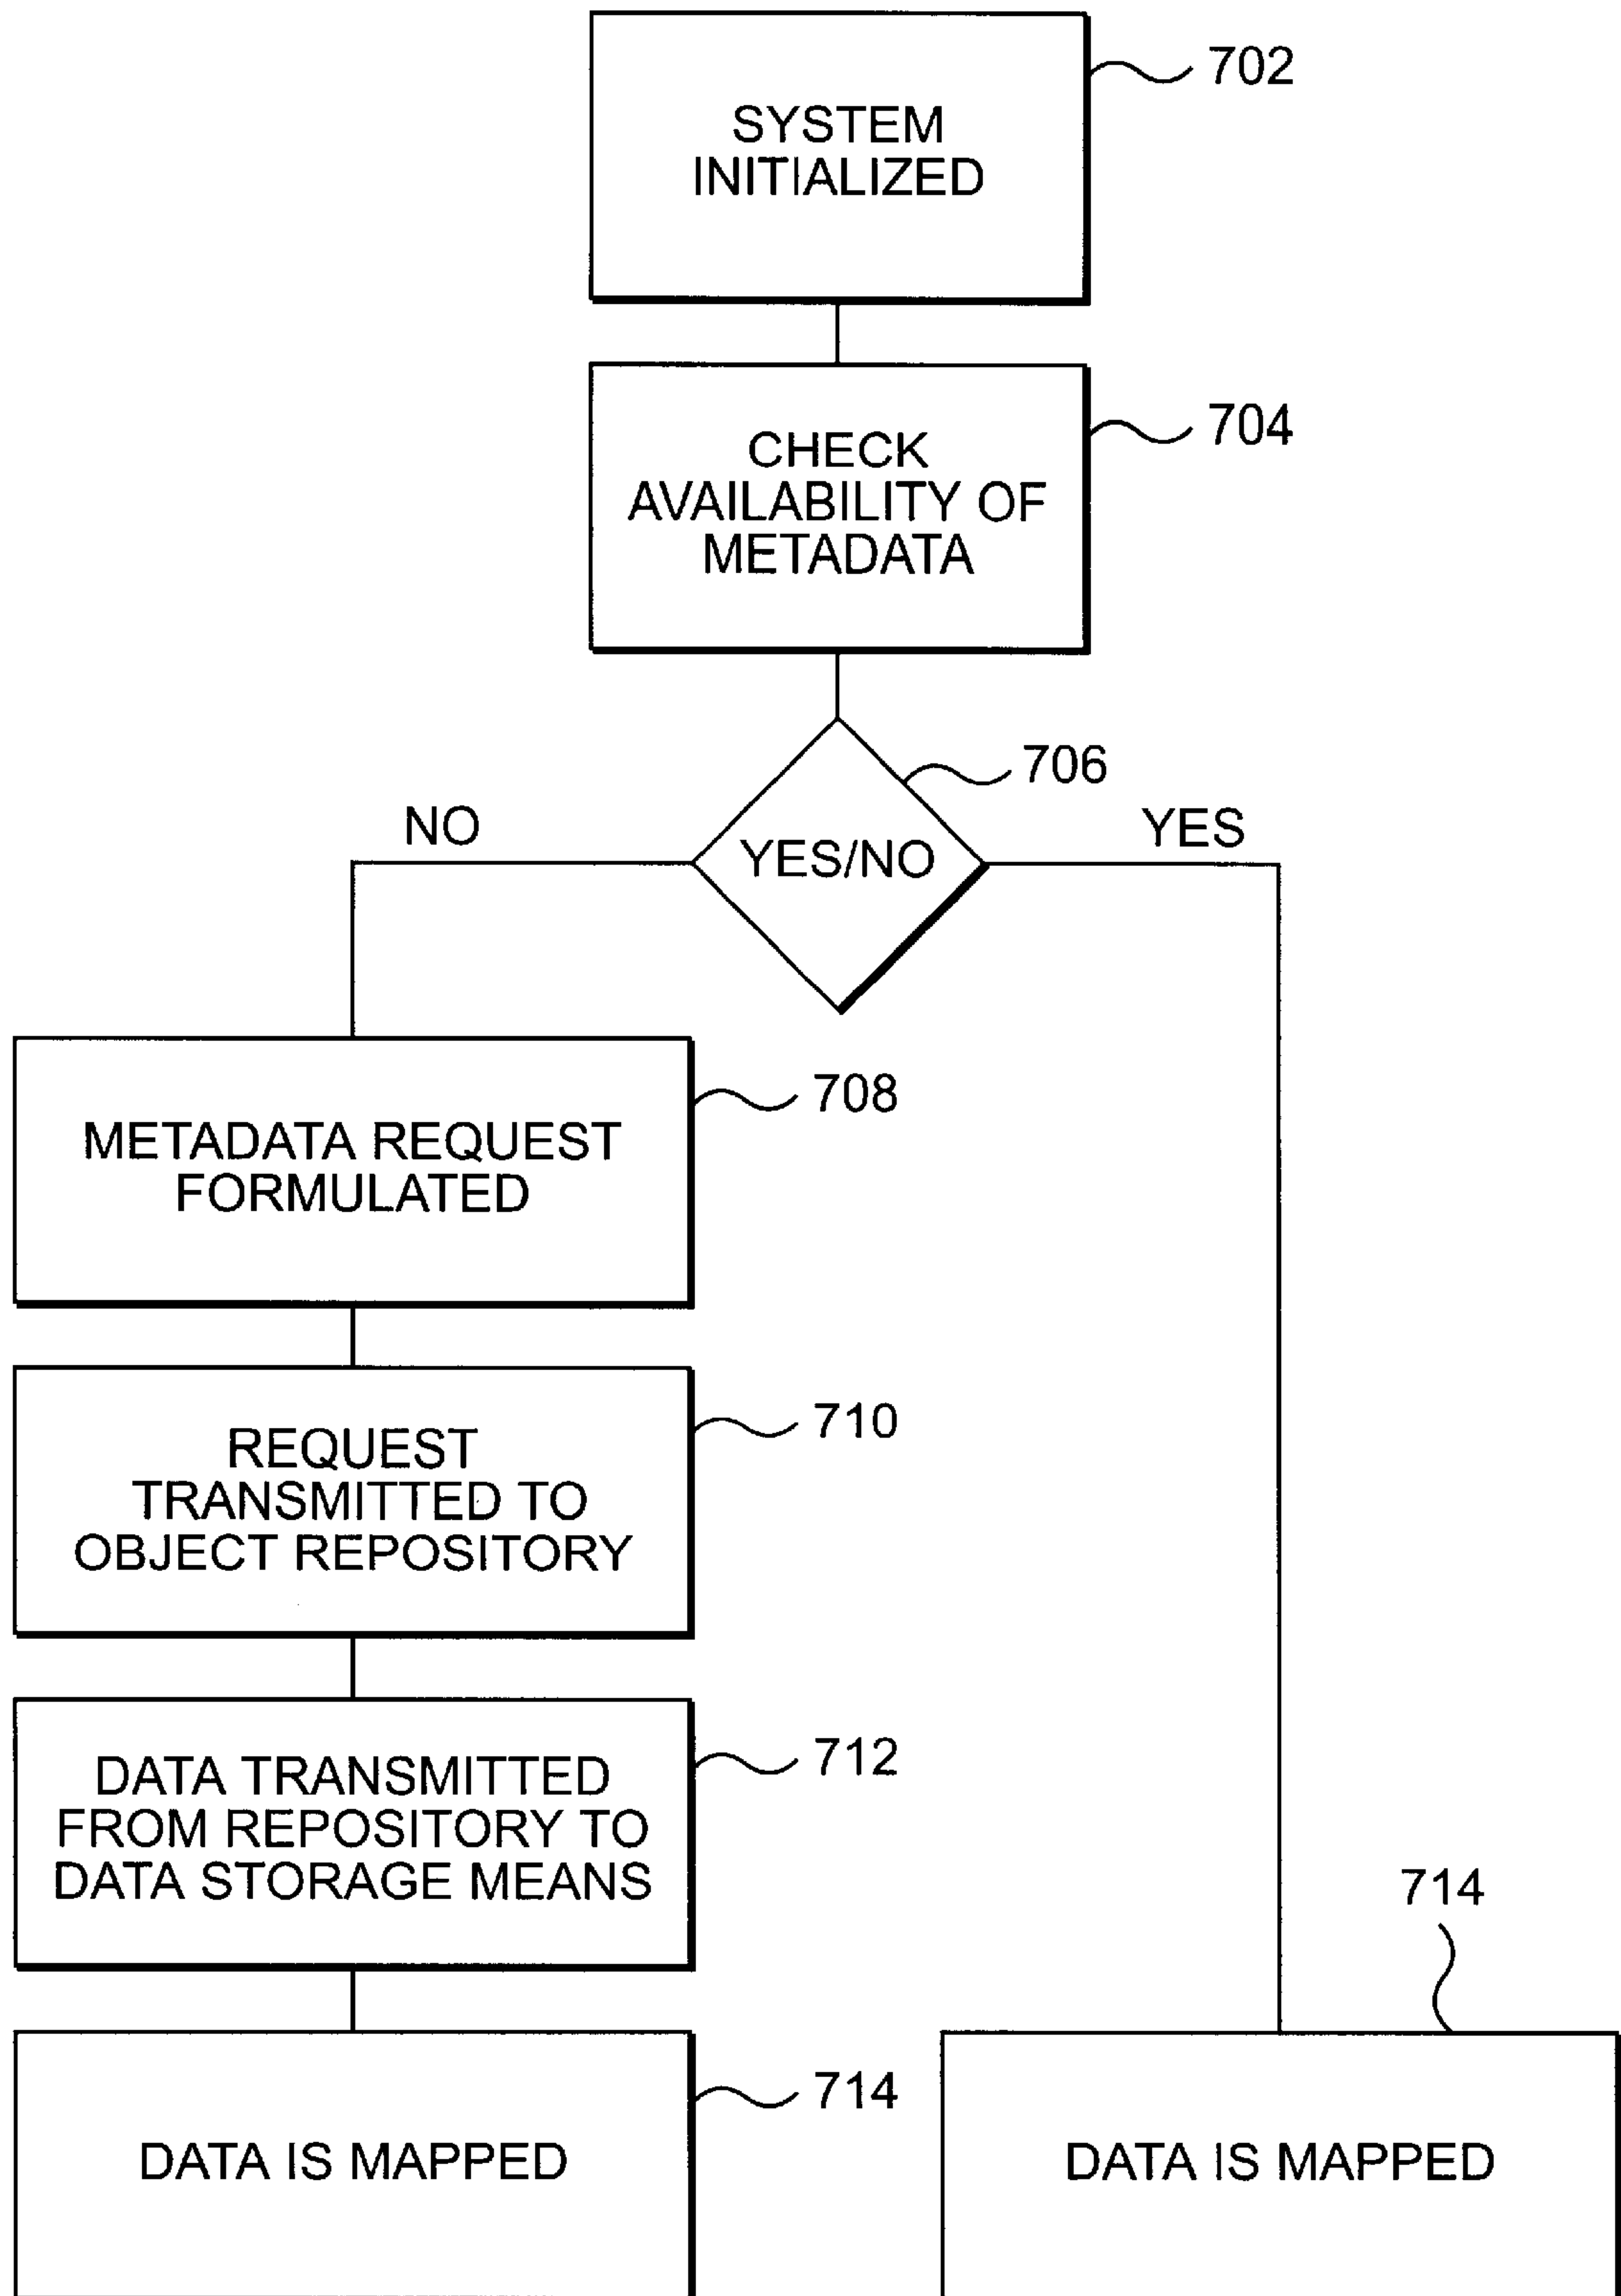 702
SYSTEM
INITIALIZED
704
CHECK
AVAILABILITY OF
METADATA
706
NO
YES/NO
YES
708
METADATA REQUEST
FORMULATED
710
REQUEST
TRANSMITTED TO
OBJECT REPOSITORY
712
DATA TRANSMITTED
FROM REPOSITORY TO
DATA STORAGE MEANS
714
714
DATA IS MAPPED
DATA IS MAPPED